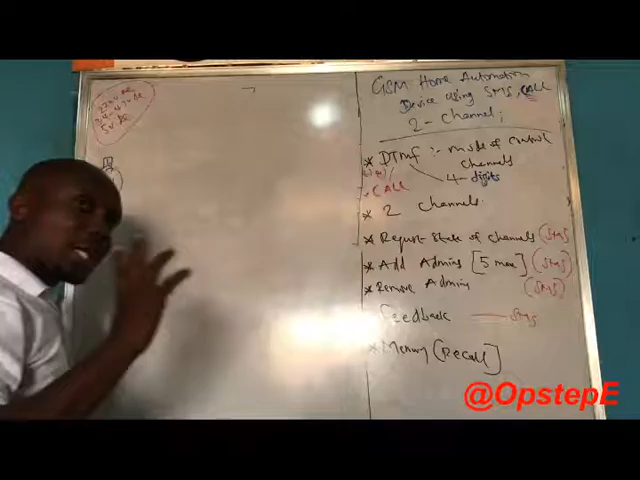 GSM Home Automation
Device using SMS, CALL
2 - Channel;
* DTMF :- mode of control
Channels
4 - digits
CALL
* 2 Channels.
* Request State of Channels (SMS)
* Add Admins [5 max] (SMS)
* Remove Admins (SMS)
Feedback — SMS
* Memory (Recall]
@OpstepE